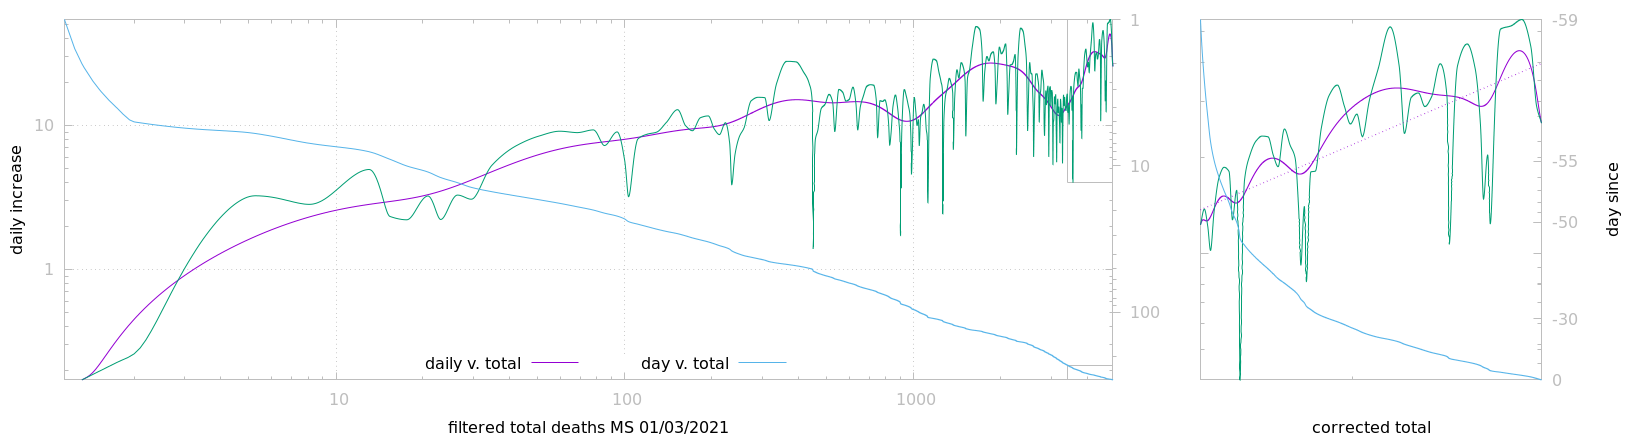 daily increase
10
1
daily v. total
day v. total
10
100
1000
filtered total deaths MS 01/03/2021
1
10
100
-59
-55
-50
-30
0
day since
corrected total